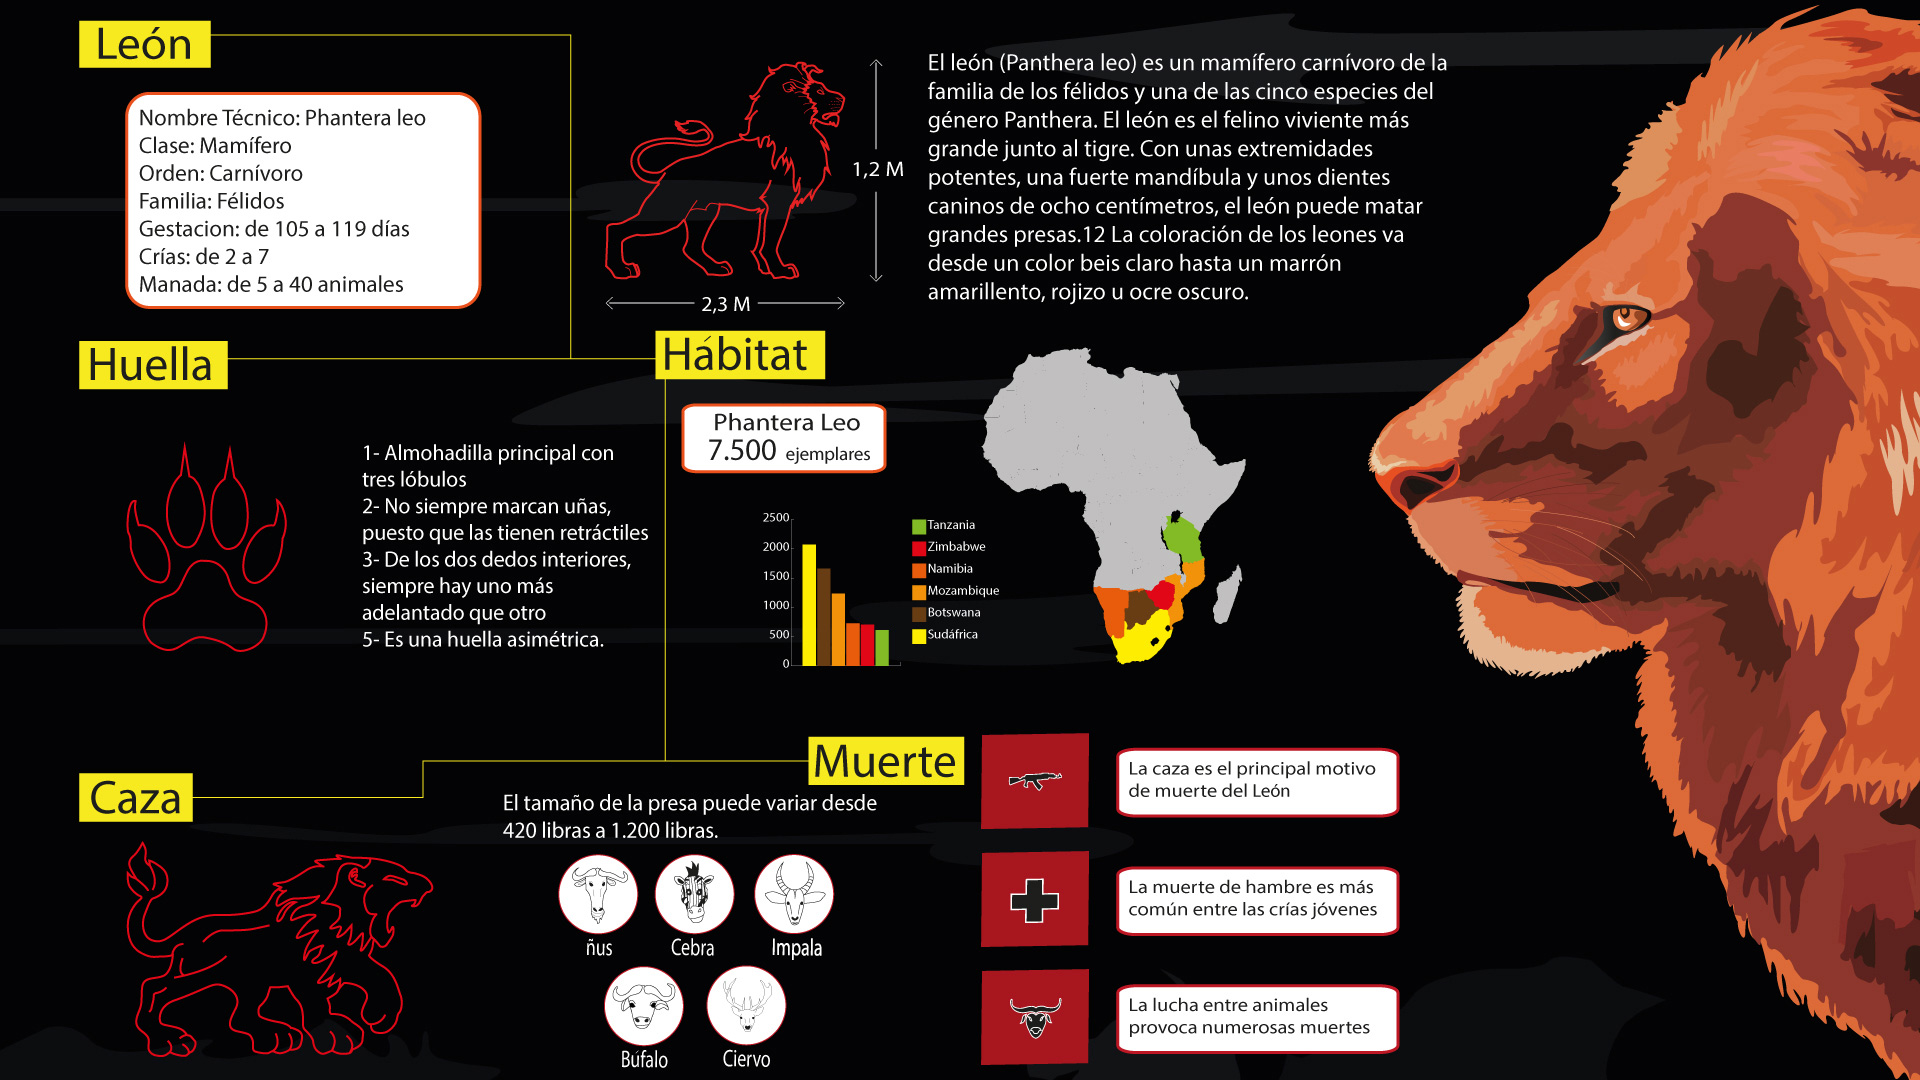 León
Nombre Técnico: Phantera leo
Clase: Mamífero
Orden: Carnívoro
Familia: Félidos
Gestacion: de 105 a 119 días
Crías: de 2 a 7
Manada: de 5 a 40 animales
1,2 M
2,3 M
El león (Panthera leo) es un mamífero carnívoro de la
familia de los félidos y una de las cinco especies del
género Panthera. El león es el felino viviente más
grande junto al tigre. Con unas extremidades
potentes, una fuerte mandíbula y unos dientes
caninos de ocho centímetros, el león puede matar
grandes presas.12 La coloración de los leones va
desde un color beis claro hasta un marrón
amarillento, rojizo u ocre oscuro.
Huella
1- Almohadilla principal con
tres lóbulos
2- No siempre marcan uñas,
puesto que las tienen retráctiles
3- De los dos dedos interiores,
siempre hay uno más
adelantado que otro
5- Es una huella asimétrica.
Hábitat
Phantera Leo
7.500 ejemplares
2500
2000
1500
1000
500
0
Tanzania
Zimbabwe
Namibia
Mozambique
Botswana
Sudáfrica
Caza
El tamaño de la presa puede variar desde
420 libras a 1.200 libras.
ñus
Cebra
Impala
Búfalo
Ciervo
Muerte
La caza es el principal motivo
de muerte del León
La muerte de hambre es más
común entre las crías jóvenes
La lucha entre animales
provoca numerosas muertes